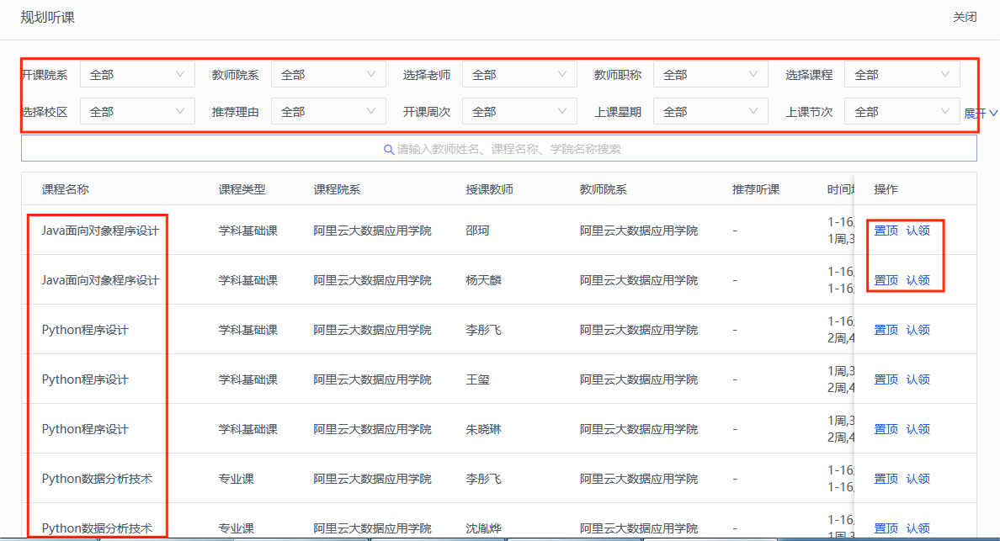 规划听课 关闭
开课院系 全部 教师院系 全部 选择老师 全部 教师职称 全部 选择课程 全部
选择校区 全部 推荐理由 全部 开课周次 全部 上课星期 全部 上课节次 全部 展开
请输入教师姓名、课程名称、学院名称搜索
课程名称 课程类型 课程院系 授课教师 教师院系 推荐听课 时间 操作
Java面向对象程序设计 学科基础课 阿里云大数据应用学院 邵珂 阿里云大数据应用学院 - 1-16, 置顶 认领
1周,3
Java面向对象程序设计 学科基础课 阿里云大数据应用学院 杨天麟 阿里云大数据应用学院 - 1-16, 置顶 认领
1-16,
Python程序设计 学科基础课 阿里云大数据应用学院 李彤飞 阿里云大数据应用学院 - 1-16, 置顶 认领
2周,4
Python程序设计 学科基础课 阿里云大数据应用学院 王玺 阿里云大数据应用学院 - 1周,3 置顶 认领
2周,4
Python程序设计 学科基础课 阿里云大数据应用学院 朱晓琳 阿里云大数据应用学院 - 1周,3 置顶 认领
2周,4
Python数据分析技术 专业课 阿里云大数据应用学院 李彤飞 阿里云大数据应用学院 - 1-16, 置顶 认领
1-16,
Python数据分析技术 专业课 阿里云大数据应用学院 沈胤烨 阿里云大数据应用学院 - 1-16, 置顶 认领
1周,3